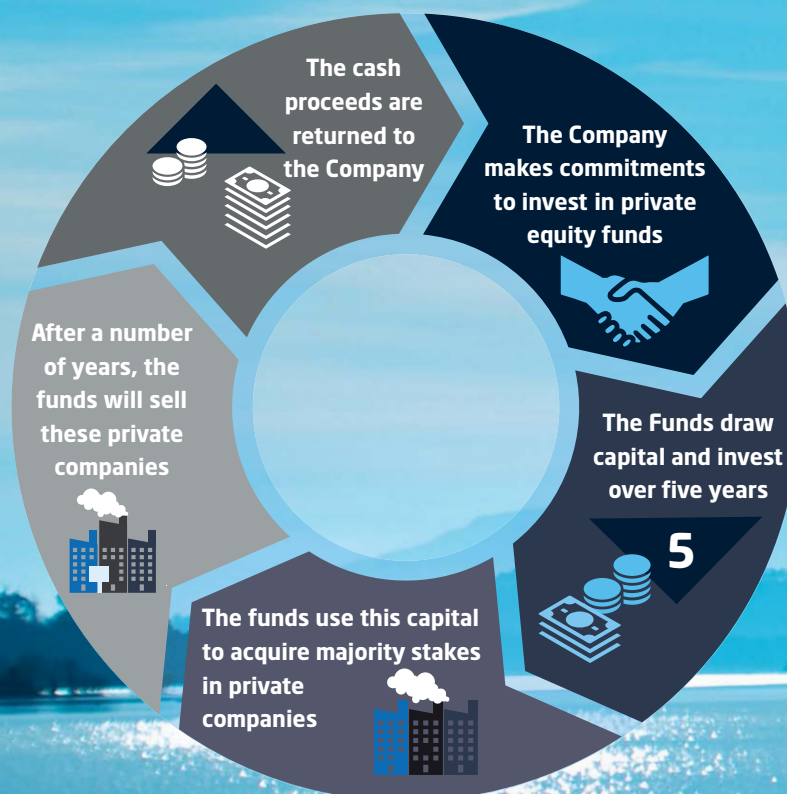 The cash
proceeds are
returned to
the Company
The Company
makes commitments
to invest in private
equity funds
The Funds draw
capital and invest
over five years
5
The funds use this capital
to acquire majority stakes
in private
companies
After a number
of years, the
funds will sell
these private
companies